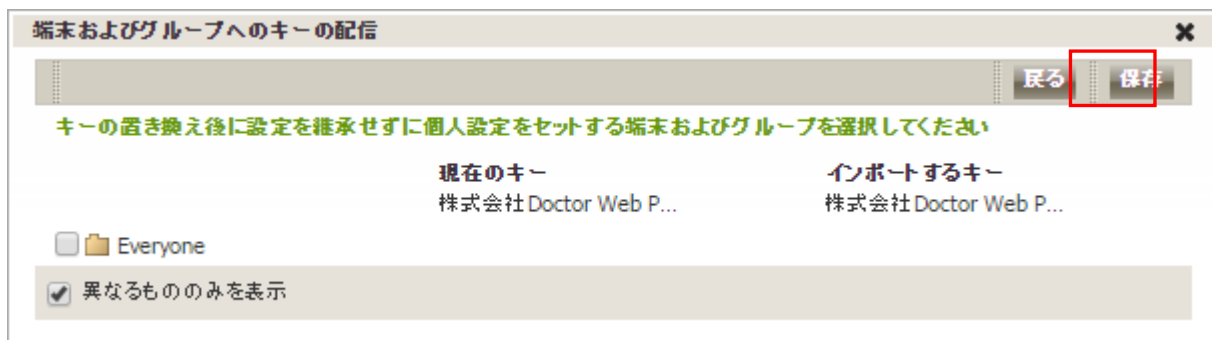 端末およびグループへのキーの配信
戻る 保存
キーの置き換え後に設定を継承せずに個人設定をセットする端末およびグループを選択してください
現在のキー インポートするキー
株式会社Doctor Web P... 株式会社Doctor Web P...
Everyone
異なるもののみを表示